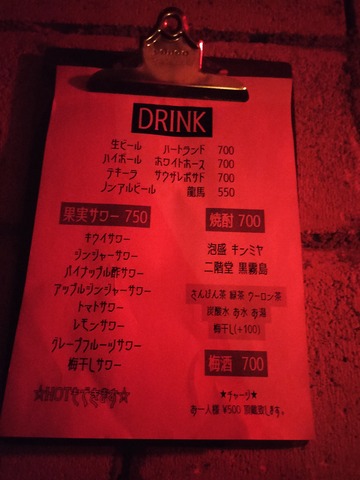 DRINK
生ビール ハートランド 700
ハイボール ホワイトホース 700
テキーラ サウザレポサド 700
ノンアルビール 龍馬 550
果実サワー 750
キウイサワー
ジンジャーサワー
パイナップル酢サワー
アップルジンジャーサワー
トマトサワー
レモンサワー
グレープフルーツサワー
梅干しサワー
☆HOTもできます☆
焼酎 700
泡盛 キンミヤ
二階堂 黒霧島
さんぴん茶 緑茶 ウーロン茶
炭酸水 お水 お湯
梅干し(+100)
梅酒 700
☆チャージ☆
お一人様 ¥500 頂戴致します。